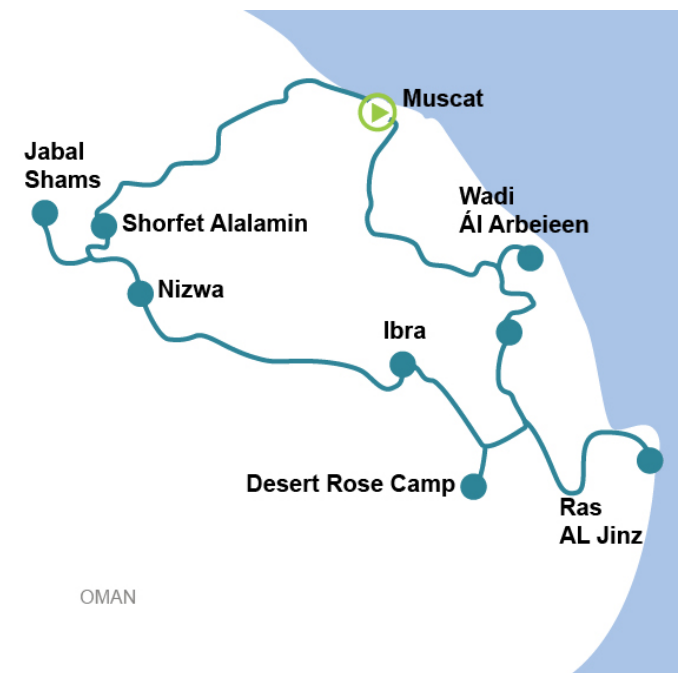 Muscat
Jabal
Shams
Wadi
Ál Arbeieen
Shorfet Alalamin
Nizwa
Ibra
Desert Rose Camp
Ras
AL Jinz
OMAN